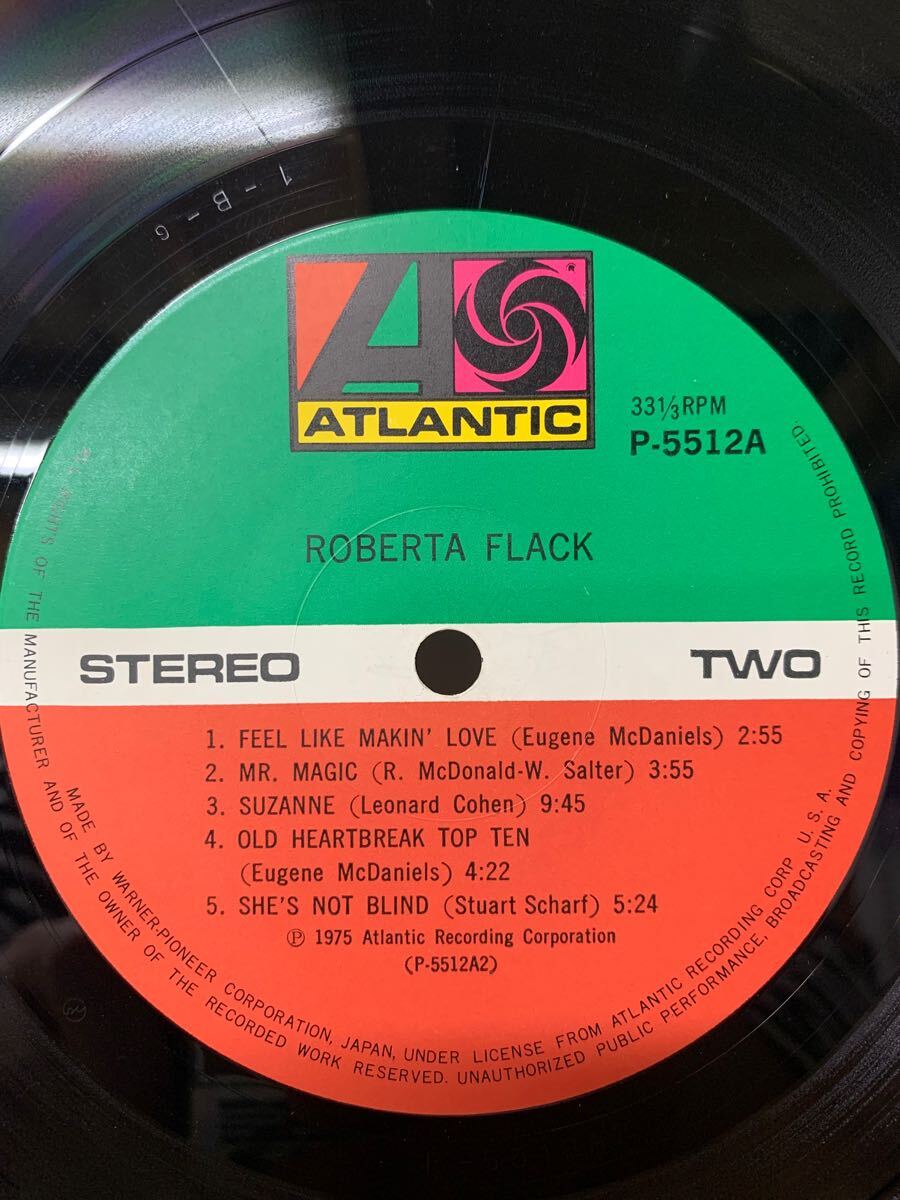 1-B-6
ATLANTIC
33⅓ RPM
P-5512A
ROBERTA FLACK
STEREO
TWO
1. FEEL LIKE MAKIN' LOVE (Eugene McDaniels) 2:55
2. MR. MAGIC (R. McDonald-W. Salter) 3:55
3. SUZANNE (Leonard Cohen) 9:45
4. OLD HEARTBREAK TOP TEN
(Eugene McDaniels) 4:22
5. SHE'S NOT BLIND (Stuart Scharf) 5:24
℗ 1975 Atlantic Recording Corporation
(P-5512A2)
MADE BY WARNER-PIONEER CORPORATION, JAPAN, UNDER LICENSE FROM ATLANTIC RECORDING CORP. U. S. A.
ALL RIGHTS OF THE MANUFACTURER AND OF THE OWNER OF THE RECORDED WORK RESERVED. UNAUTHORIZED PUBLIC PERFORMANCE, BROADCASTING AND COPYING OF THIS RECORD PROHIBITED.